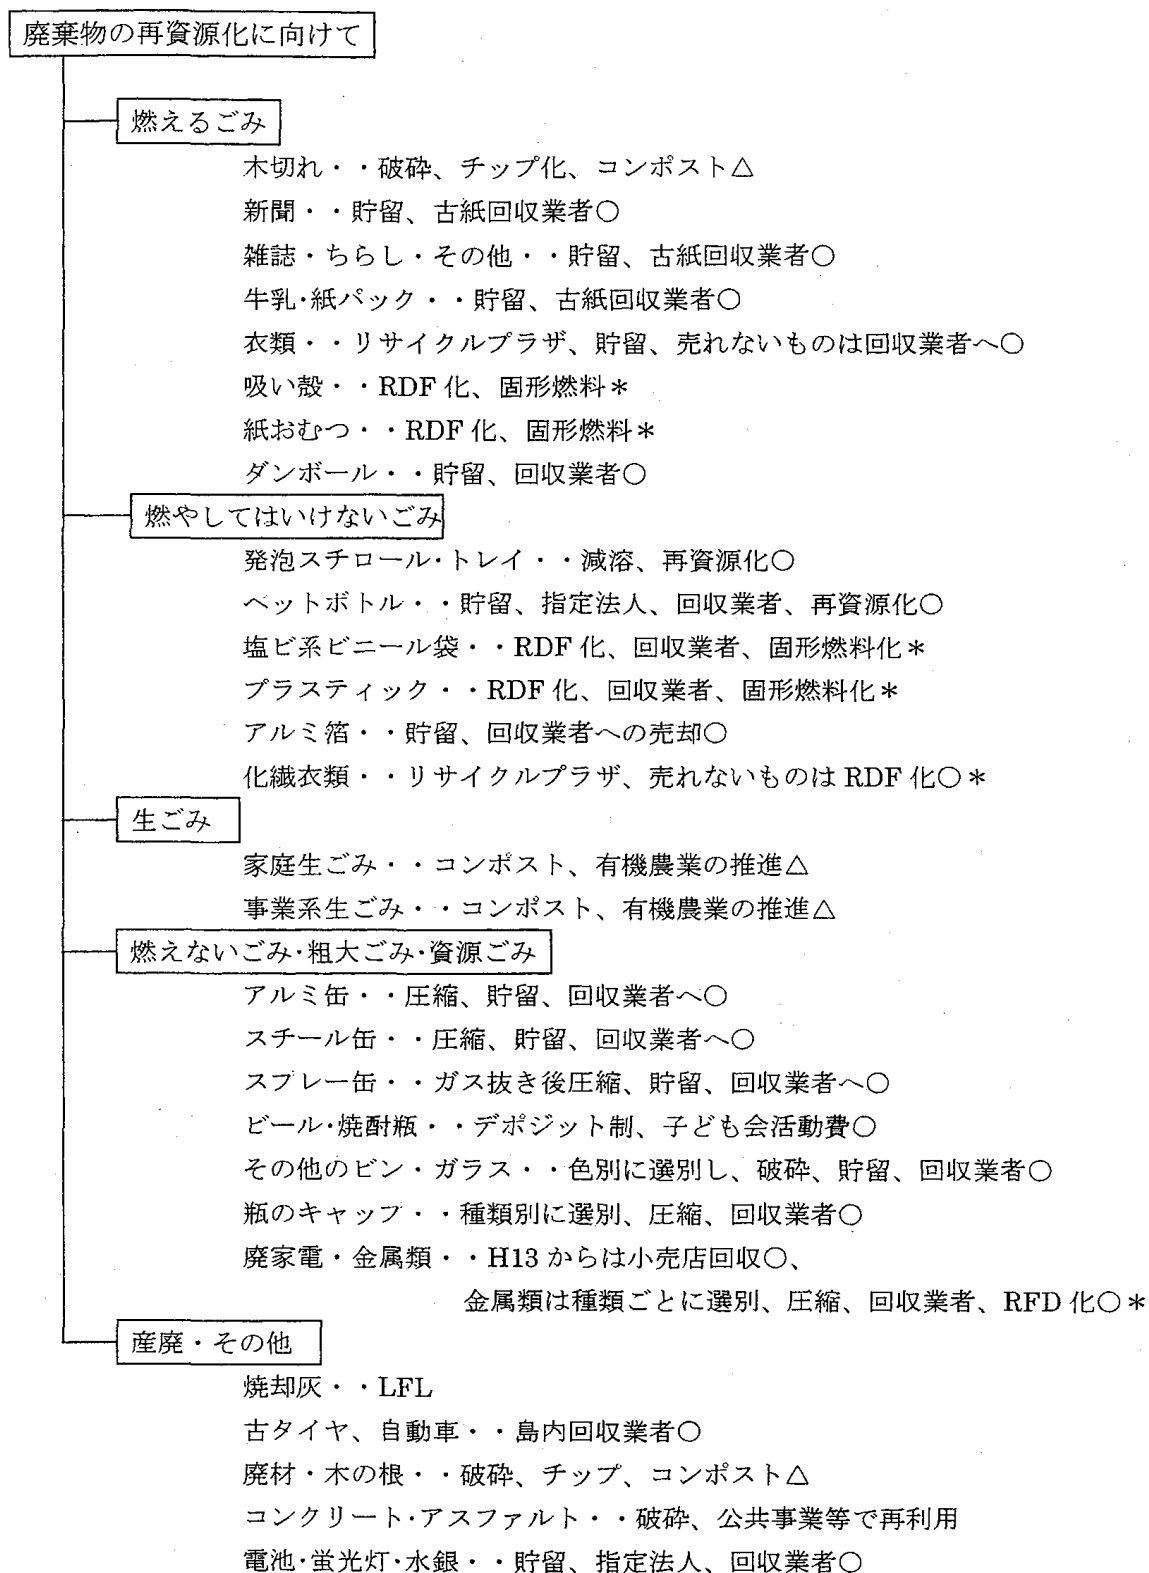 廃棄物の再資源化に向けて
燃えるごみ
木切れ・・破砕、チップ化、コンポスト△
新聞・・貯留、古紙回収業者○
雑誌・ちらし・その他・・貯留、古紙回収業者○
牛乳・紙パック・・貯留、古紙回収業者○
衣類・・リサイクルプラザ、貯留、売れないものは回収業者へ○
吸い殻・・RDF 化、固形燃料＊
紙おむつ・・RDF 化、固形燃料＊
ダンボール・・貯留、回収業者○
燃やしてはいけないごみ
発泡スチロール・トレイ・・減溶、再資源化○
ペットボトル・・貯留、指定法人、回収業者、再資源化○
塩ビ系ビニール袋・・RDF 化、回収業者、固形燃料化＊
プラスティック・・RDF 化、回収業者、固形燃料化＊
アルミ箔・・貯留、回収業者への売却○
化繊衣類・・リサイクルプラザ、売れないものは RDF 化○＊
生ごみ
家庭生ごみ・・コンポスト、有機農業の推進△
事業系生ごみ・・コンポスト、有機農業の推進△
燃えないごみ・粗大ごみ・資源ごみ
アルミ缶・・圧縮、貯留、回収業者へ○
スチール缶・・圧縮、貯留、回収業者へ○
スプレー缶・・ガス抜き後圧縮、貯留、回収業者へ○
ビール・焼酎瓶・・デポジット制、子ども会活動費○
その他のビン・ガラス・・色別に選別し、破砕、貯留、回収業者○
瓶のキャップ・・種類別に選別、圧縮、回収業者○
廃家電・金属類・・H13 からは小売店回収○、
金属類は種類ごとに選別、圧縮、回収業者、RFD 化○＊
産廃・その他
焼却灰・・LFL
古タイヤ、自動車・・島内回収業者○
廃材・木の根・・破砕、チップ、コンポスト△
コンクリート・アスファルト・・破砕、公共事業等で再利用
電池・蛍光灯・水銀・・貯留、指定法人、回収業者○